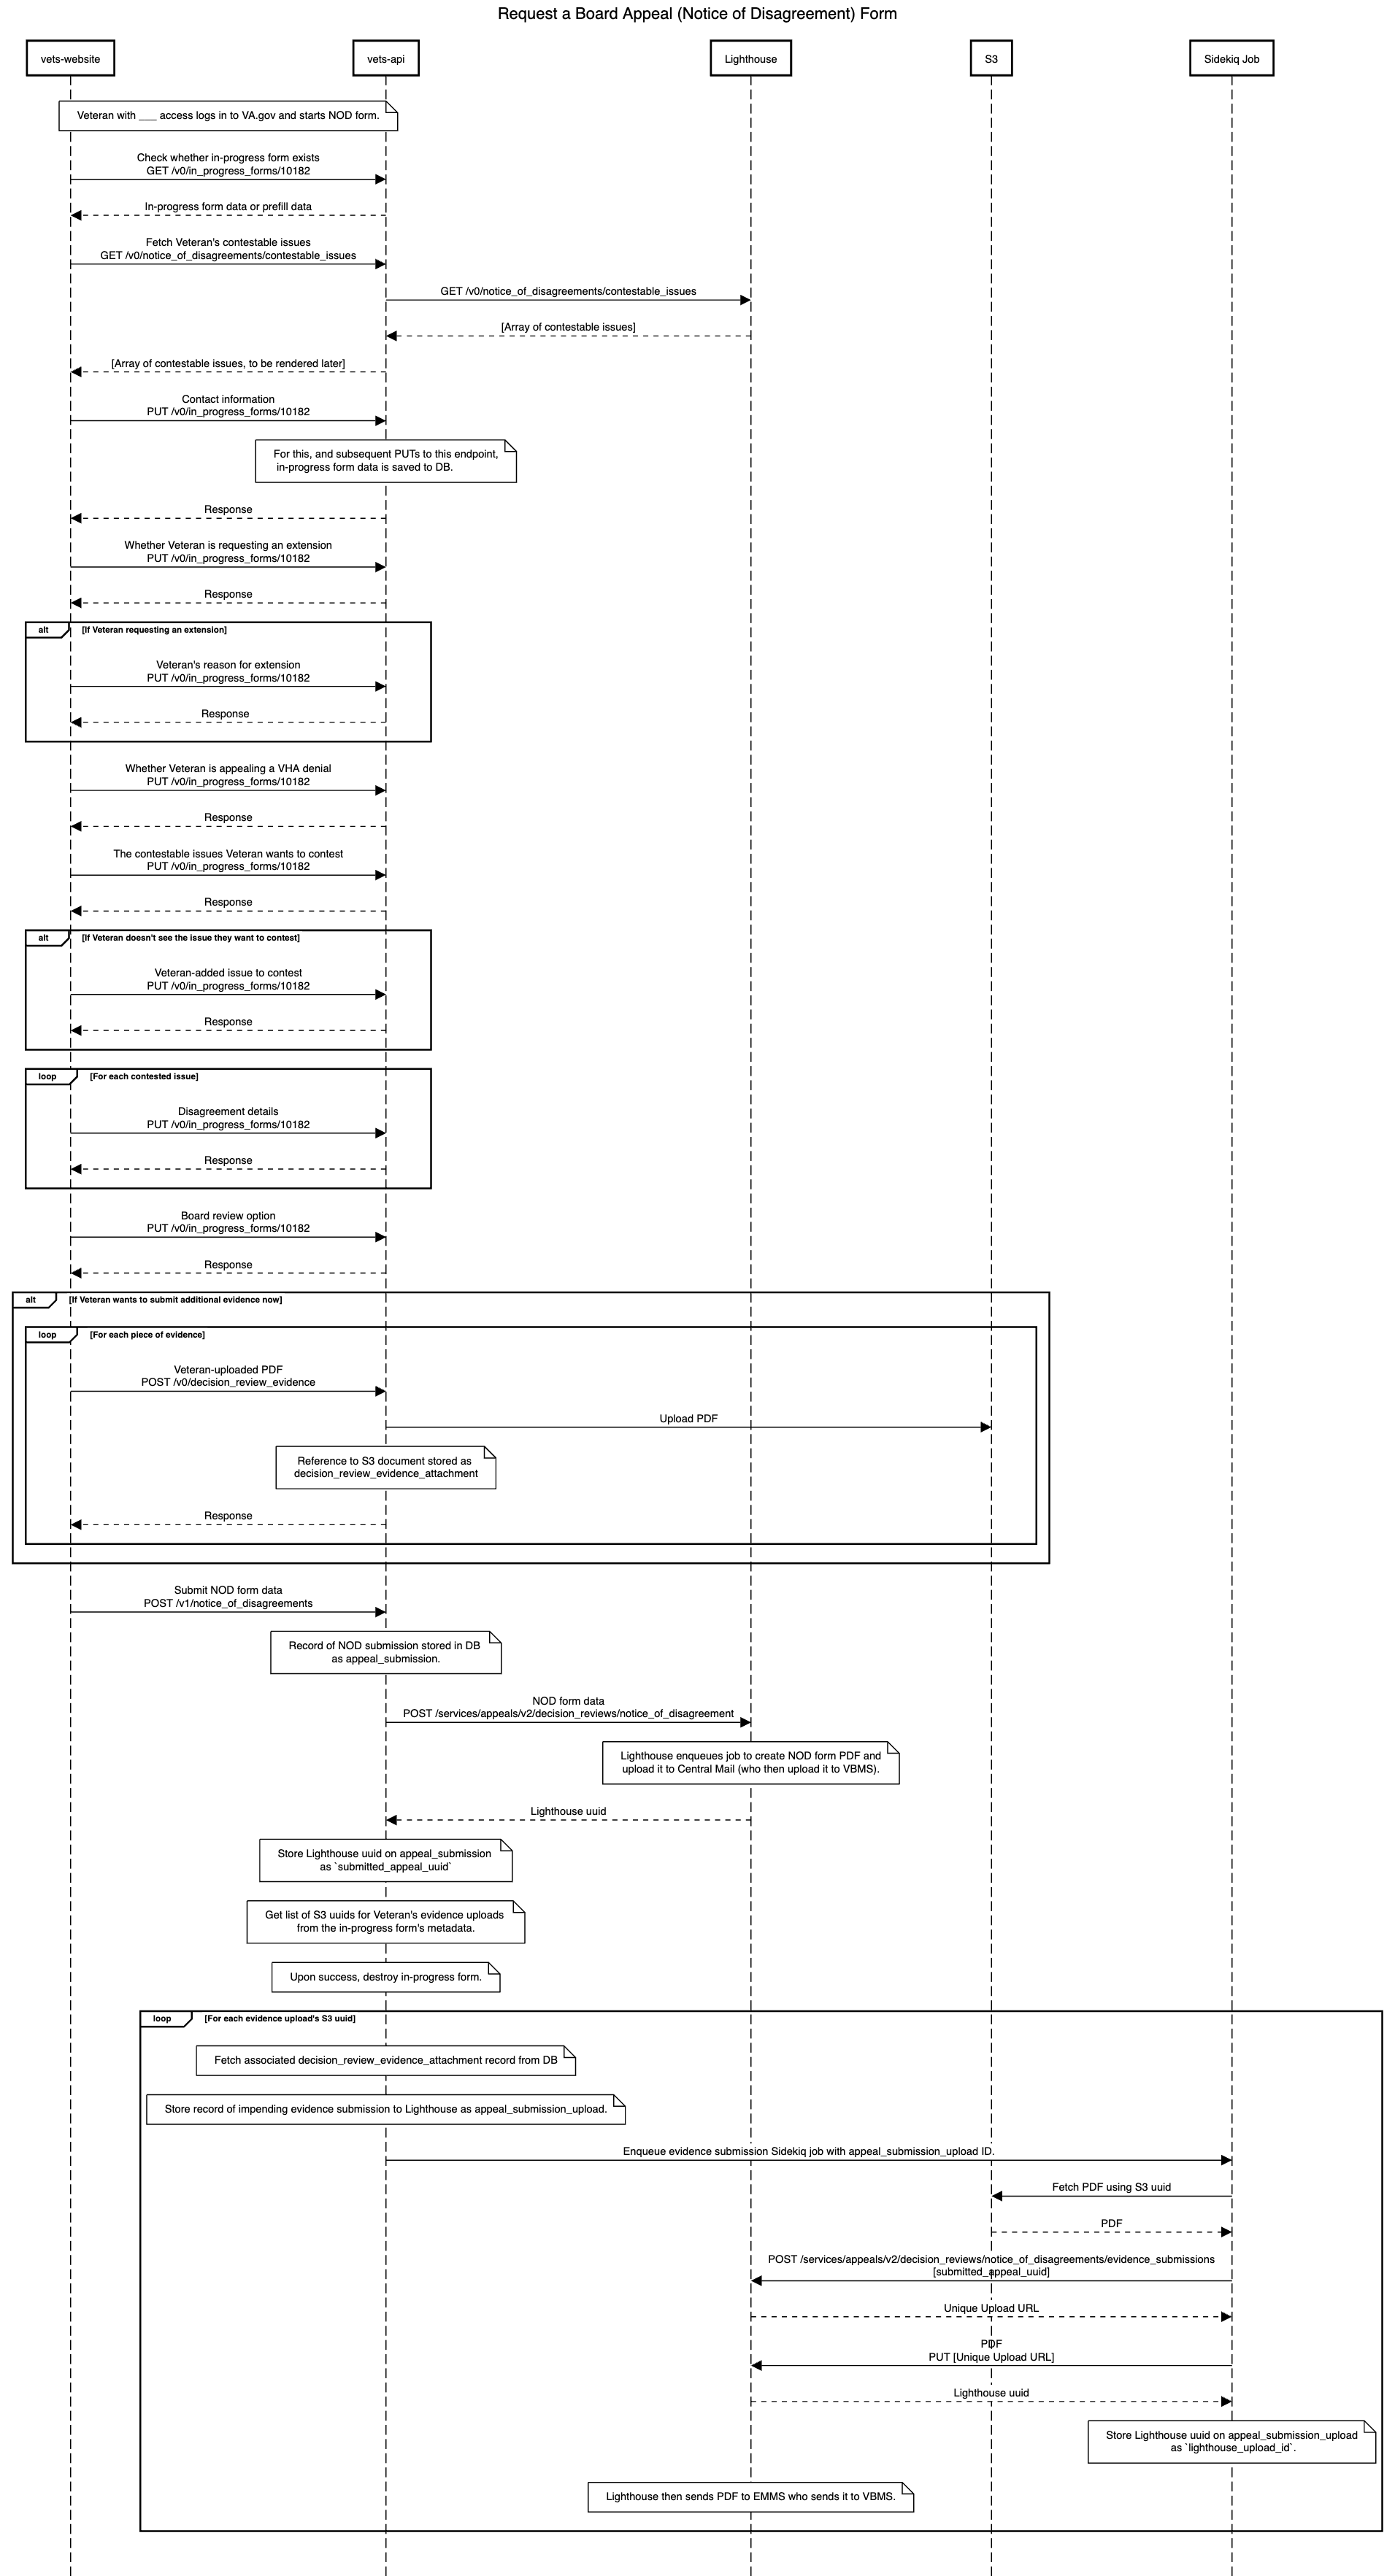 Request a Board Appeal (Notice of Disagreement) Form
vets-website
vets-api
Lighthouse
S3
Sidekiq Job
Veteran with ___ access logs in to VA.gov and starts NOD form.
Check whether in-progress form exists
GET /v0/in_progress_forms/10182
In-progress form data or prefill data
Fetch Veteran's contestable issues
GET /v0/notice_of_disagreements/contestable_issues
GET /v0/notice_of_disagreements/contestable_issues
[Array of contestable issues]
[Array of contestable issues, to be rendered later]
Contact information
PUT /v0/in_progress_forms/10182
For this, and subsequent PUTs to this endpoint,
in-progress form data is saved to DB.
Response
Whether Veteran is requesting an extension
PUT /v0/in_progress_forms/10182
Response
alt
[If Veteran requesting an extension]
Veteran's reason for extension
PUT /v0/in_progress_forms/10182
Response
Whether Veteran is appealing a VHA denial
PUT /v0/in_progress_forms/10182
Response
The contestable issues Veteran wants to contest
PUT /v0/in_progress_forms/10182
Response
alt
[If Veteran doesn't see the issue they want to contest]
Veteran-added issue to contest
PUT /v0/in_progress_forms/10182
Response
loop
[For each contested issue]
Disagreement details
PUT /v0/in_progress_forms/10182
Response
Board review option
PUT /v0/in_progress_forms/10182
Response
alt
[If Veteran wants to submit additional evidence now]
loop
[For each piece of evidence]
Veteran-uploaded PDF
POST /v0/decision_review_evidence
Upload PDF
Reference to S3 document stored as
decision_review_evidence_attachment
Response
Submit NOD form data
POST /v1/notice_of_disagreements
Record of NOD submission stored in DB
as appeal_submission.
NOD form data
POST /services/appeals/v2/decision_reviews/notice_of_disagreement
Lighthouse enqueues job to create NOD form PDF and
upload it to Central Mail (who then upload it to VBMS).
Lighthouse uuid
Store Lighthouse uuid on appeal_submission
as `submitted_appeal_uuid`
Get list of S3 uuids for Veteran's evidence uploads
from the in-progress form's metadata.
Upon success, destroy in-progress form.
loop
[For each evidence upload's S3 uuid]
Fetch associated decision_review_evidence_attachment record from DB
Store record of impending evidence submission to Lighthouse as appeal_submission_upload.
Enqueue evidence submission Sidekiq job with appeal_submission_upload ID.
Fetch PDF using S3 uuid
PDF
POST /services/appeals/v2/decision_reviews/notice_of_disagreements/evidence_submissions
[submitted_appeal_uuid]
Unique Upload URL
PDF
PUT [Unique Upload URL]
Lighthouse uuid
Store Lighthouse uuid on appeal_submission_upload
as `lighthouse_upload_id`.
Lighthouse then sends PDF to EMMS who sends it to VBMS.